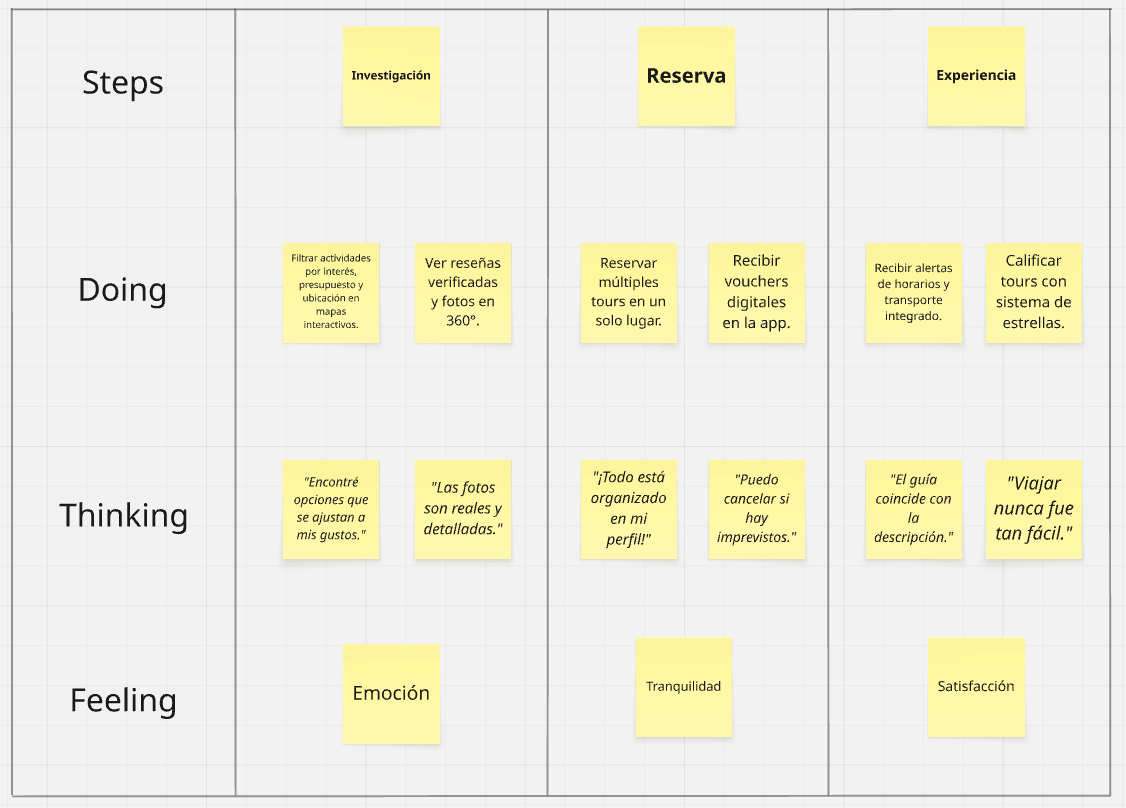 Steps
Investigación
Reserva
Experiencia
Doing
Filtrar actividades
por interés,
presupuesto y
ubicación en
mapas
interactivos.
Ver reseñas
verificadas
y fotos en
360°.
Reservar
múltiples
tours en un
solo lugar.
Recibir
vouchers
digitales
en la app.
Recibir alertas
de horarios y
transporte
integrado.
Calificar
tours con
sistema de
estrellas.
Thinking
"Encontré
opciones que
se ajustan a
mis gustos."
"Las fotos
son reales y
detalladas."
"¡Todo está
organizado
en mi
perfil!"
"Puedo
cancelar si
hay
imprevistos."
"El guía
coincide con
la
descripción."
"Viajar
nunca fue
tan fácil."
Feeling
Emoción
Tranquilidad
Satisfacción